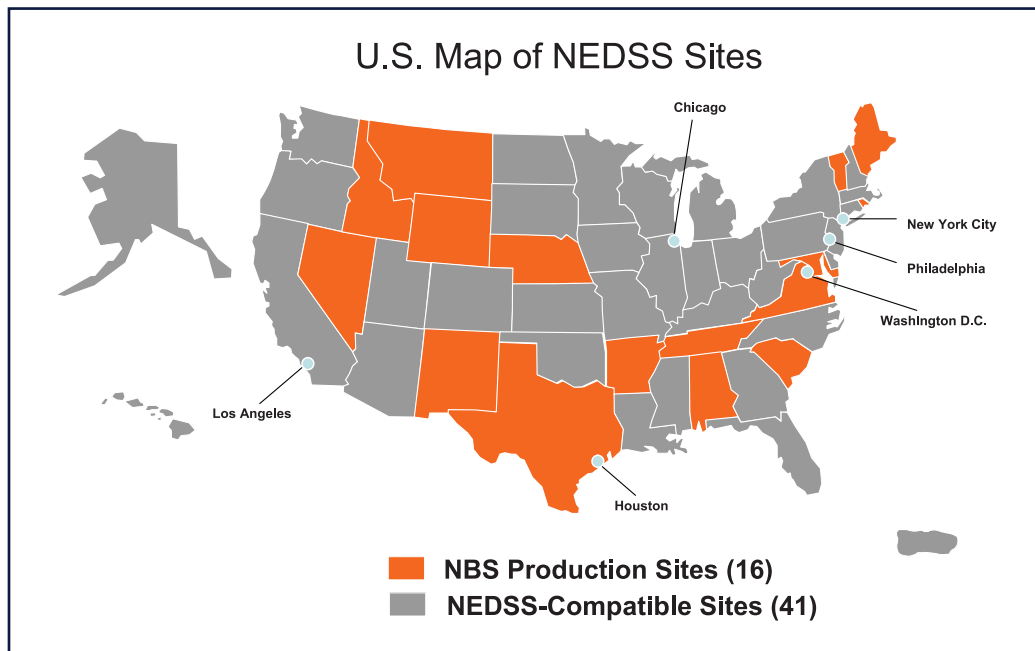 U.S. Map of NEDSS Sites
Chicago
New York City
Philadelphia
WashIngton D.C.
Los Angeles
Houston
NBS Production Sites (16)
NEDSS-Compatible Sites (41)